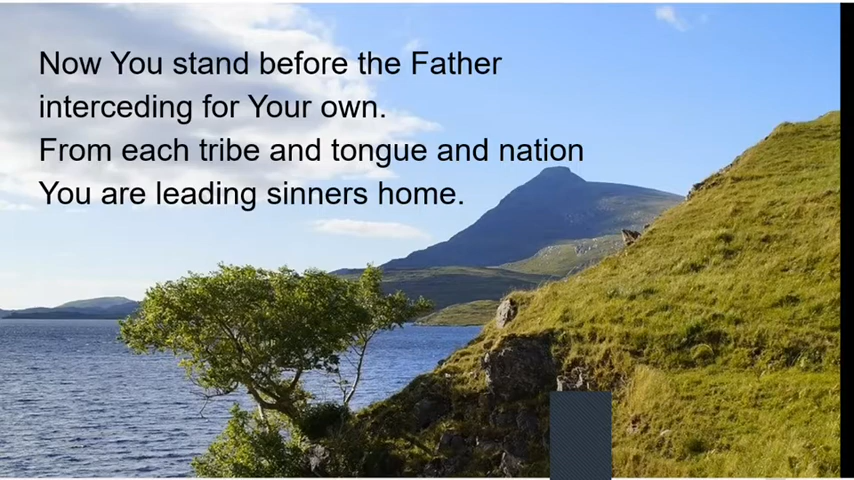 Now You stand before the Father
interceding for Your own.
From each tribe and tongue and nation
You are leading sinners home.